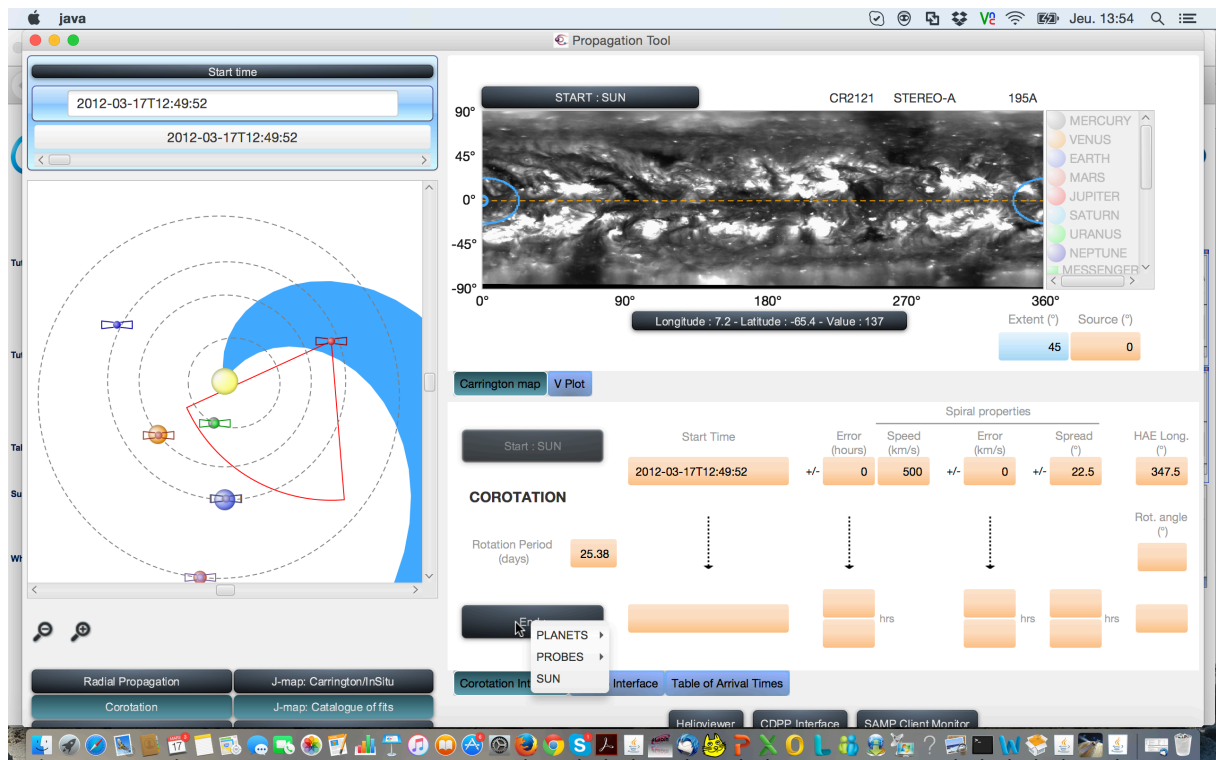 java
Jeu. 13:54
Propagation Tool
Start time
2012-03-17T12:49:52
2012-03-17T12:49:52
START : SUN
CR2121 STEREO-A 195A
90°
45°
0°
-45°
-90°
0° 90° 180° 270° 360°
MERCURY
VENUS
EARTH
MARS
JUPITER
SATURN
URANUS
NEPTUNE
MESSENGER
Longitude : 7.2 - Latitude : -65.4 - Value : 137
Extent (°) Source (°)
45 0
Carrington map V Plot
Spiral properties
Start : SUN
Start Time
Error (hours)
Speed (km/s)
Error (km/s)
Spread (°)
HAE Long. (°)
2012-03-17T12:49:52 +/- 0 500 +/- 0 +/- 22.5 347.5
COROTATION
Rot. angle (°)
Rotation Period (days)
25.38
hrs hrs hrs
PLANETS
PROBES
SUN
Corotation Int Interface Table of Arrival Times
Radial Propagation J-map: Carrington/InSitu
Corotation J-map: Catalogue of fits
Helioviewer CDPP Interface SAMP Client Monitor